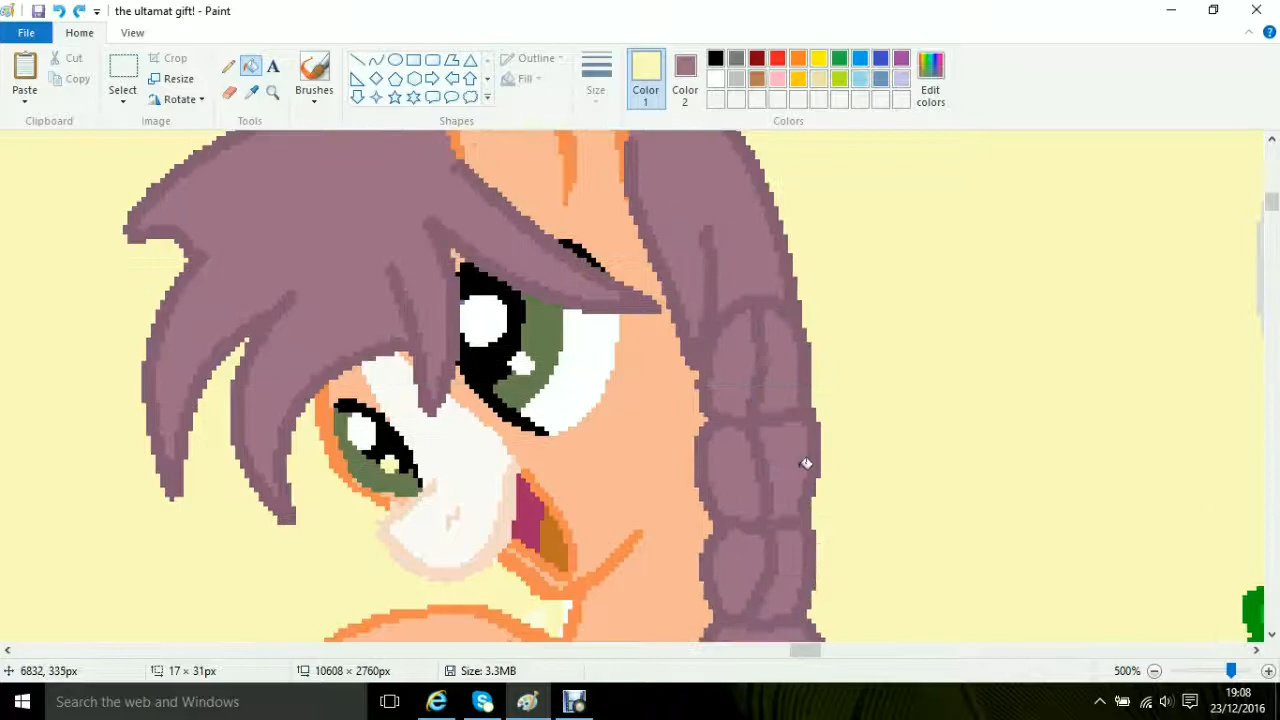 the ultamat gift! - Paint
File Home View
Paste Cut Copy Select Crop Resize Rotate A Brushes Outline Fill Size Color 1 Color 2 Edit colors
Clipboard Image Tools Shapes Colors
6832, 335px 17 × 31px 10608 × 2760px Size: 3.3MB 500%
Search the web and Windows 19:08
23/12/2016